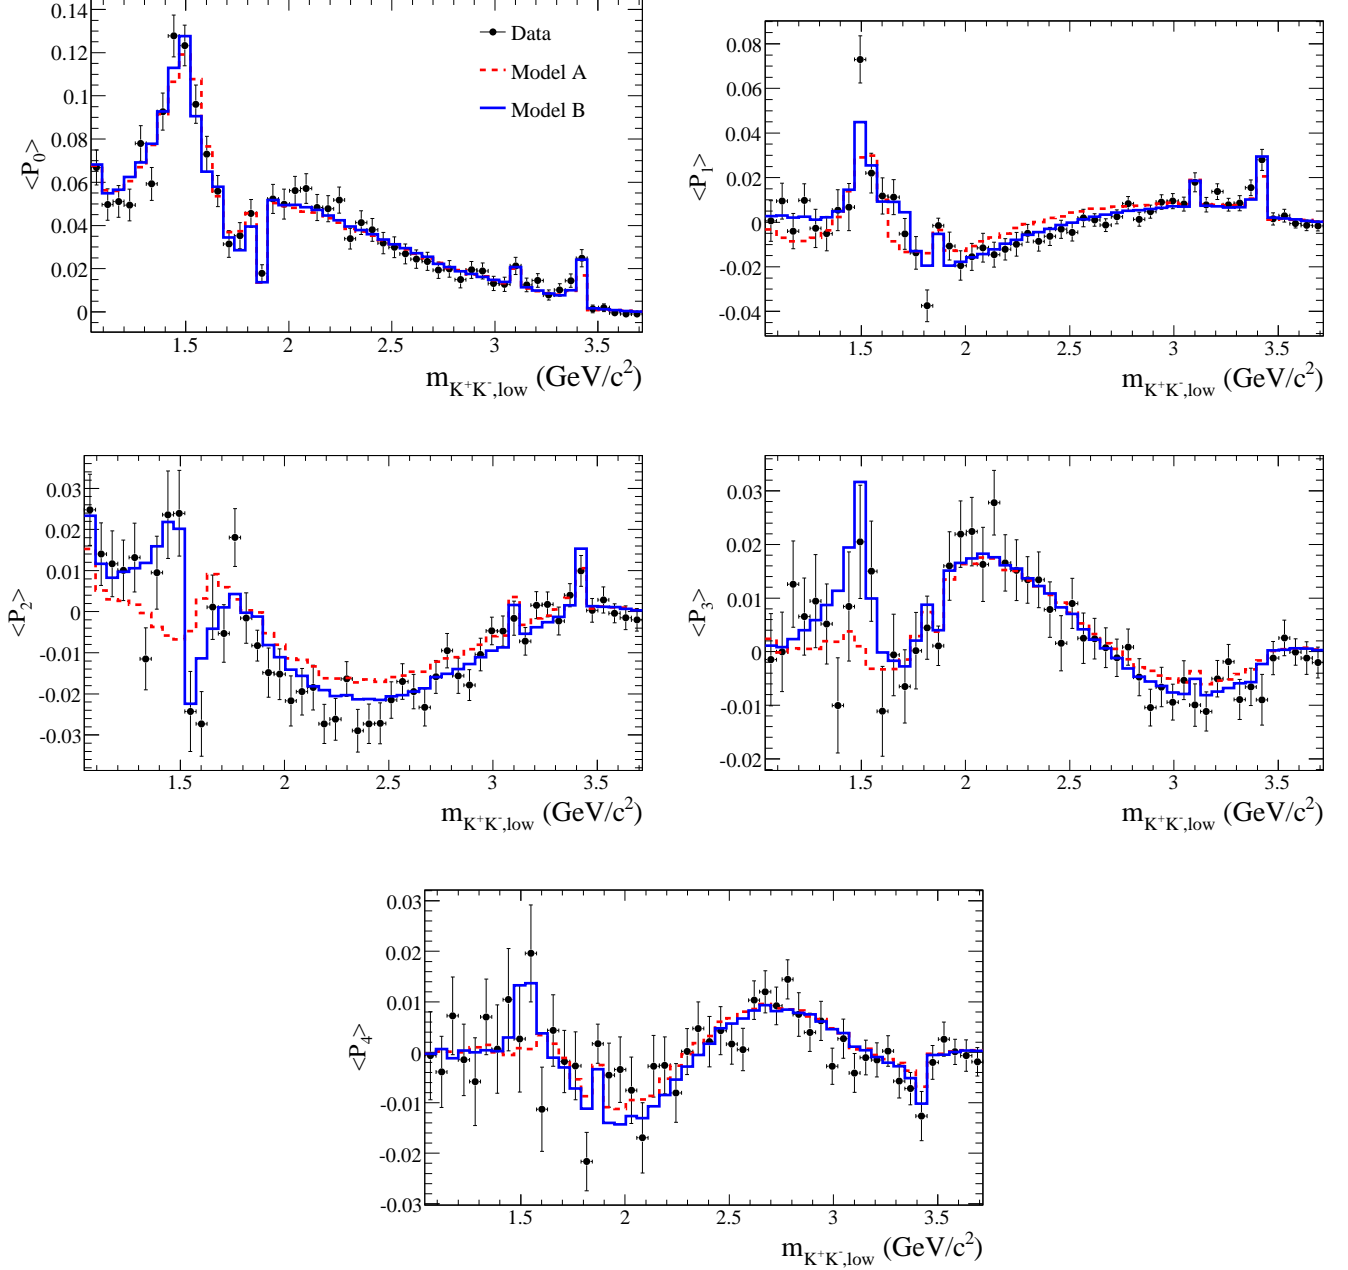 0.14
0.12
0.1
0.08
0.06
0.04
0.02
0
<P0>
Data
Model A
Model B
1.5 2 2.5 3 3.5
mK+K-,low (GeV/c2)
0.08
0.06
0.04
0.02
0
-0.02
-0.04
<P1>
1.5 2 2.5 3 3.5
mK+K-,low (GeV/c2)
0.03
0.02
0.01
0
-0.01
-0.02
-0.03
<P2>
1.5 2 2.5 3 3.5
mK+K-,low (GeV/c2)
0.03
0.02
0.01
0
-0.01
-0.02
<P3>
1.5 2 2.5 3 3.5
mK+K-,low (GeV/c2)
0.03
0.02
0.01
0
-0.01
-0.02
-0.03
<P4>
1.5 2 2.5 3 3.5
mK+K-,low (GeV/c2)